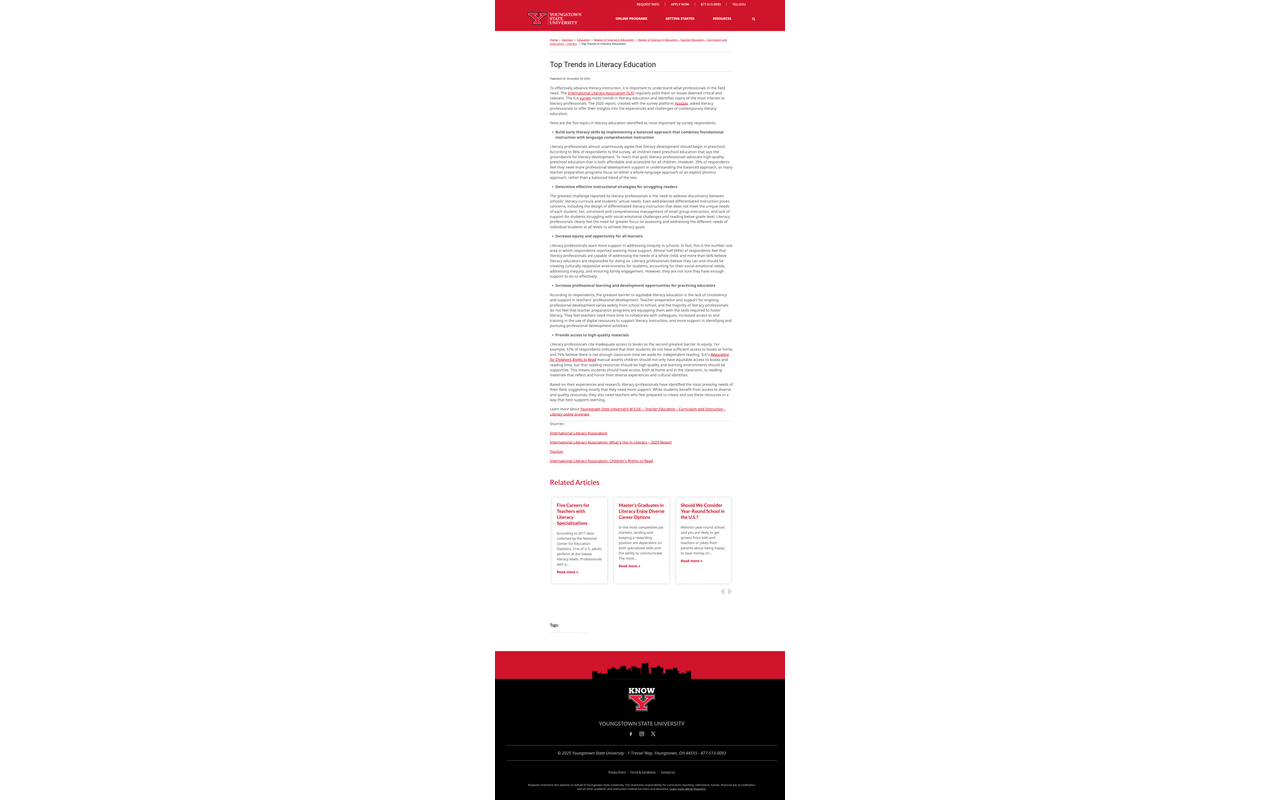 REQUEST INFO | APPLY NOW | 877-513-0093 | YSU.EDU
YOUNGSTOWN
STATE
UNIVERSITY
ONLINE PROGRAMS GETTING STARTED RESOURCES
Top Trends in Literacy Education
To effectively advance literacy instruction, it is important to understand what professionals in the field
need. The International Literacy Association (ILA) regularly polls them on issues deemed critical and
relevant. The ILA survey notes trends in literacy education and identifies topics of the most interest to
literacy professionals. The 2020 report, created with the survey platform YouGov, asked literacy
professionals to offer their insights into the experiences and challenges of contemporary literacy
education.
Here are the five topics in literacy education identified as most important by survey respondents.
• Build early literacy skills by implementing a balanced approach that combines foundational
instruction with language comprehension instruction
Literacy professionals almost unanimously agree that literacy development should begin in preschool.
According to 86% of respondents to the survey, all children need preschool education that lays the
groundwork for literacy development. To reach that goal, literacy professionals advocate high-quality
preschool education that is both affordable and accessible for all children. However, 39% of respondents
feel they need more professional development support in understanding the balanced approach, as many
teacher preparation programs focus on either a whole-language approach or an explicit phonics
approach, rather than a balanced blend of the two.
• Determine effective instructional strategies for struggling readers
The greatest challenge reported by literacy professionals is the need to address disconnects between
schools' literacy curricula and students' actual needs. Even well-planned differentiated instruction poses
concerns, including the design of differentiated literacy instruction that does not meet the unique needs
of each student; fair, consistent and comprehensive management of small group instruction; and lack of
support for students struggling with social-emotional challenges and reading below grade level. Literacy
professionals clearly feel the need for greater focus on assessing and addressing the different needs of
individual students at all levels to achieve literacy goals.
• Increase equity and opportunity for all learners
Literacy professionals want more support in addressing inequity in schools. In fact, this is the number one
area in which respondents reported wanting more support. Almost half (49%) of respondents feel that
literacy professionals are capable of addressing the needs of a whole child, and more than 60% believe
literacy educators are responsible for doing so. Literacy professionals believe they can and should be
creating culturally responsive environments for students, accounting for their social-emotional needs,
addressing inequity, and ensuring family engagement. However, they are not sure they have enough
support to do so effectively.
• Increase professional learning and development opportunities for practicing educators
According to respondents, the greatest barrier to equitable literacy education is the lack of consistency
and support in teachers' professional development. Teacher preparation and support for ongoing
professional development varies widely from school to school, and the majority of literacy professionals
do not feel that teacher preparation programs are equipping them with the skills required to foster
literacy. They feel teachers need more time to collaborate with colleagues, increased access to and
training in the use of digital resources to support literacy instruction, and more support in identifying and
pursuing professional development activities.
• Provide access to high-quality materials
Literacy professionals cite inadequate access to books as the second greatest barrier to equity. For
example, 57% of respondents indicated that their students do not have sufficient access to books at home,
and 70% believe there is not enough classroom time set aside for independent reading. ILA's Advocating
for Children's Rights to Read manual asserts children should not only have equitable access to books and
reading time, but that leading resources should be high quality and learning environments should be
supportive. This means students should have access, both at home and in the classroom, to reading
materials that reflect and honor their diverse experiences and cultural identities.
Based on their experiences and research, literacy professionals have identified the most pressing needs of
their field, suggesting mostly that they need more support. While students benefit from access to diverse
and quality resources, they also need teachers who feel prepared to create and use these resources in a
way that best supports learning.
Learn more about Youngstown State University's M.S.Ed. – Teacher Education – Curriculum and Instruction –
Literacy online program.
Sources:
International Literacy Association
International Literacy Association: What's Hot in Literacy – 2020 Report
YouGov
International Literacy Association: Children's Rights to Read
Related Articles
Five Careers for
Teachers with
Literacy
Specializations
According to 2017 data
collected by the National
Center for Education
Statistics, 21% of U.S. adults
perform at the lowest
literacy levels. Professionals
with a...
Read more »
Master's Graduates in
Literacy Enjoy Diverse
Career Options
In the most competitive job
markets, landing and
keeping a rewarding
position are dependent on
both specialized skills and
the ability to communicate.
The most...
Read more »
Should We Consider
Year-Round School in
the U.S.?
Mention year-round school
and you are likely to get
groans from kids and
teachers or jokes from
parents about being happy
to save money on...
Read more »
Tags:
KNOW
Y
YOUNGSTOWN STATE UNIVERSITY
© 2025 Youngstown State University · 1 Tressel Way, Youngstown, OH 44555 · 877-513-0093
Privacy Policy | Terms & Conditions | Contact Us